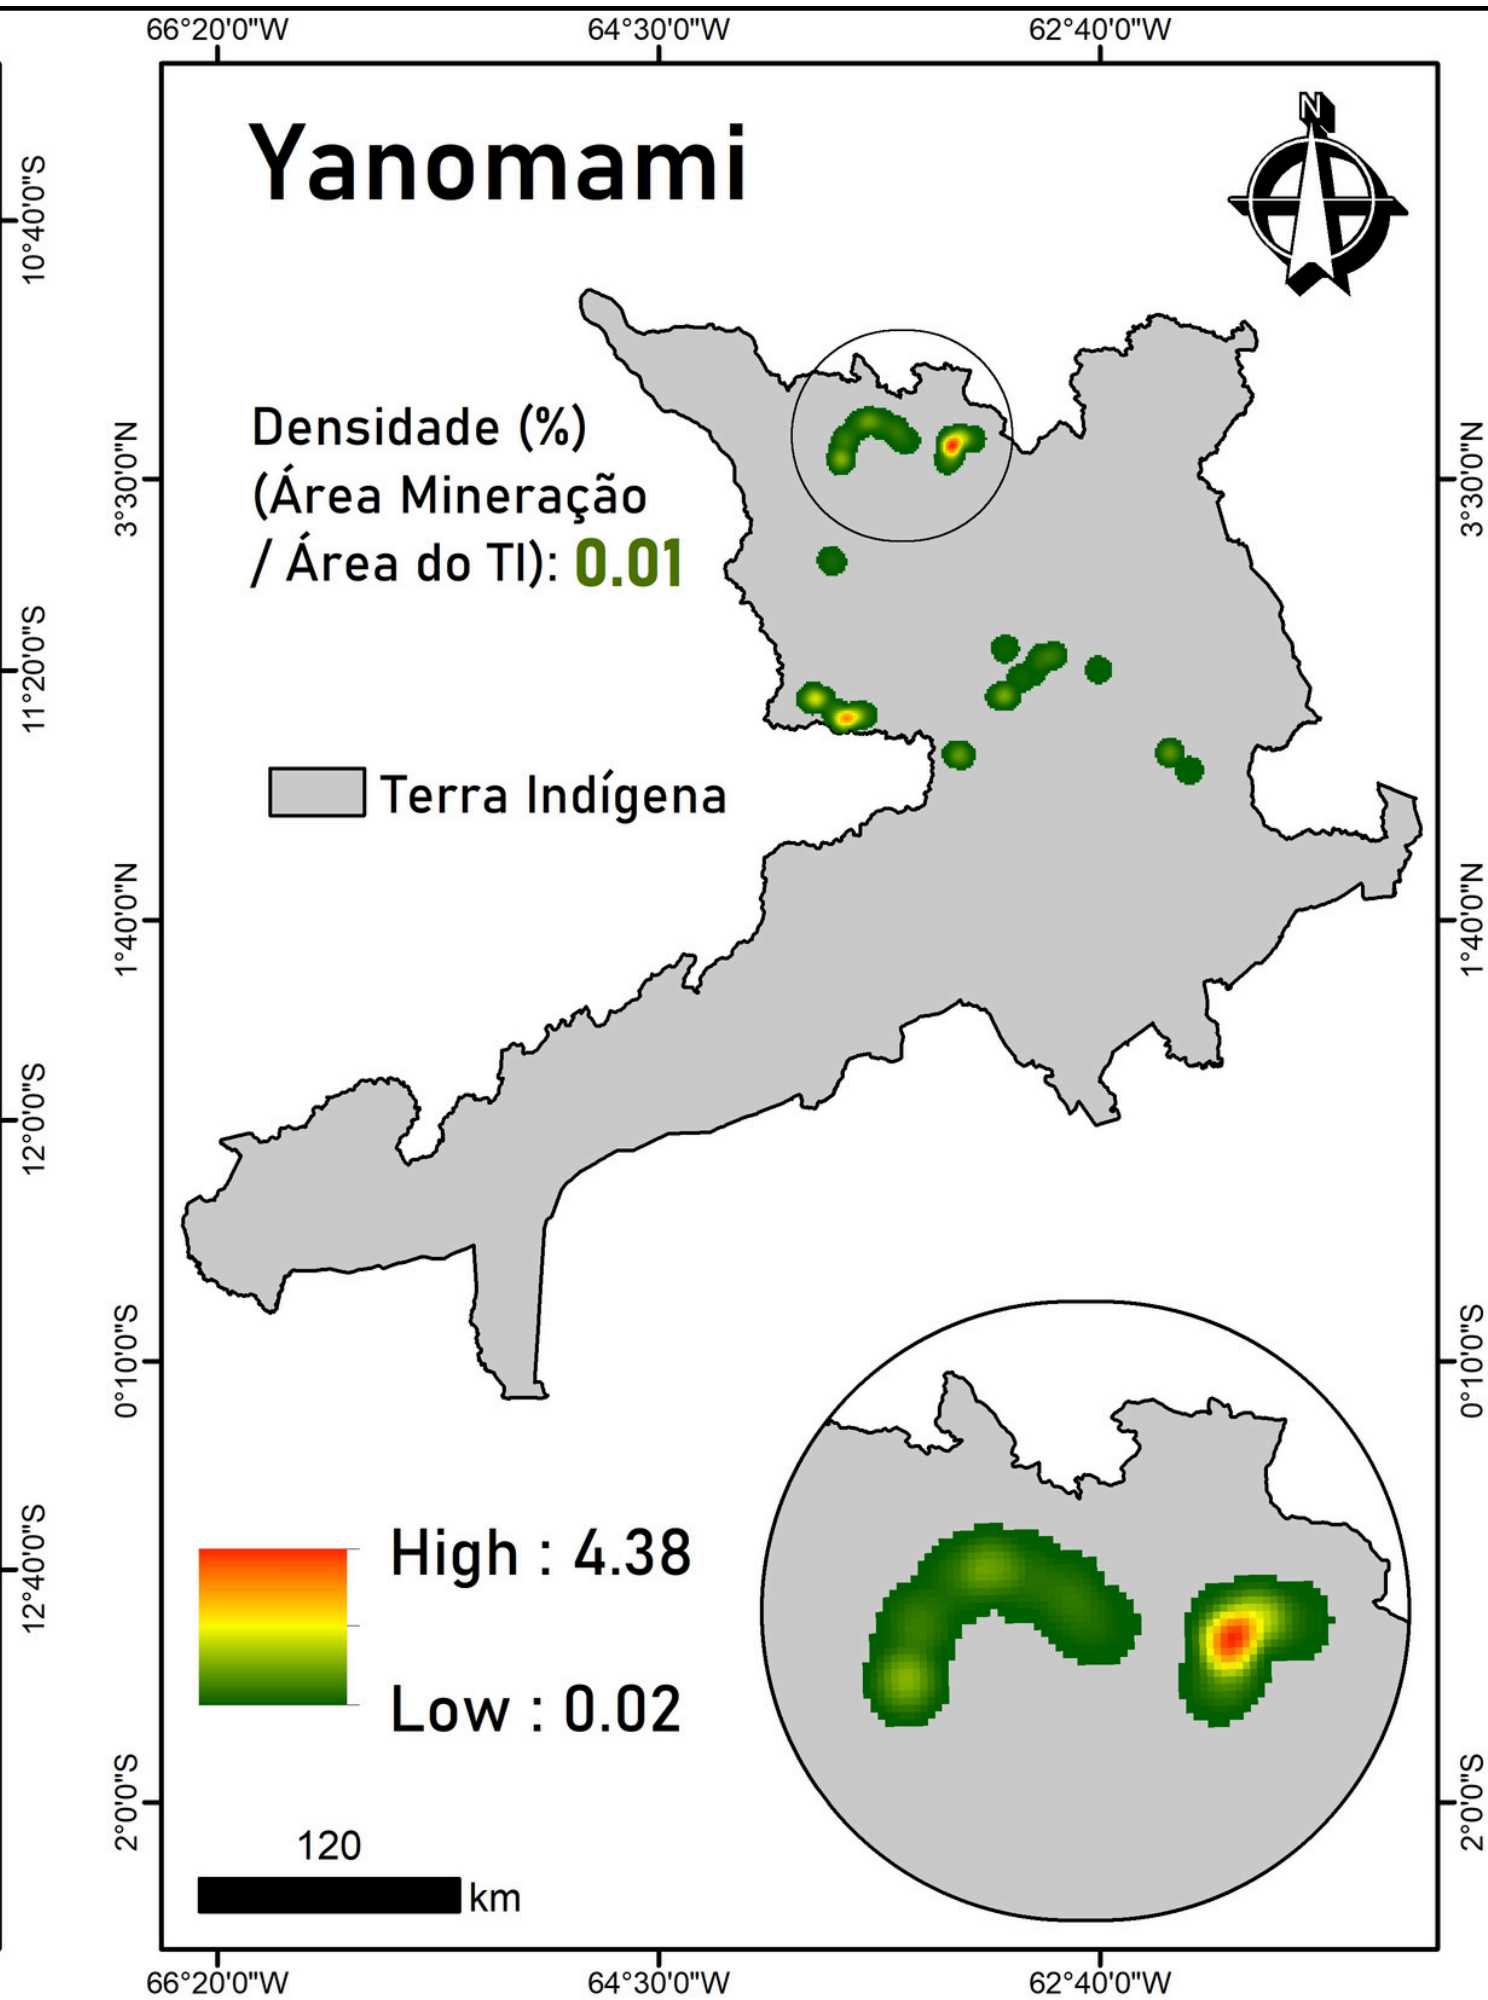 66°20'0"W 64°30'0"W 62°40'0"W
N
Yanomami
10°40'0"S
Densidade (%)
(Área Mineração
/ Área do TI): 0.01
3°30'0"N
3°30'0"N
11°20'0"S
Terra Indígena
1°40'0"N
1°40'0"N
12°0'0"S
0°10'0"S
0°10'0"S
High : 4.38
12°40'0"S
Low : 0.02
2°0'0"S
2°0'0"S
120
km
66°20'0"W 64°30'0"W 62°40'0"W